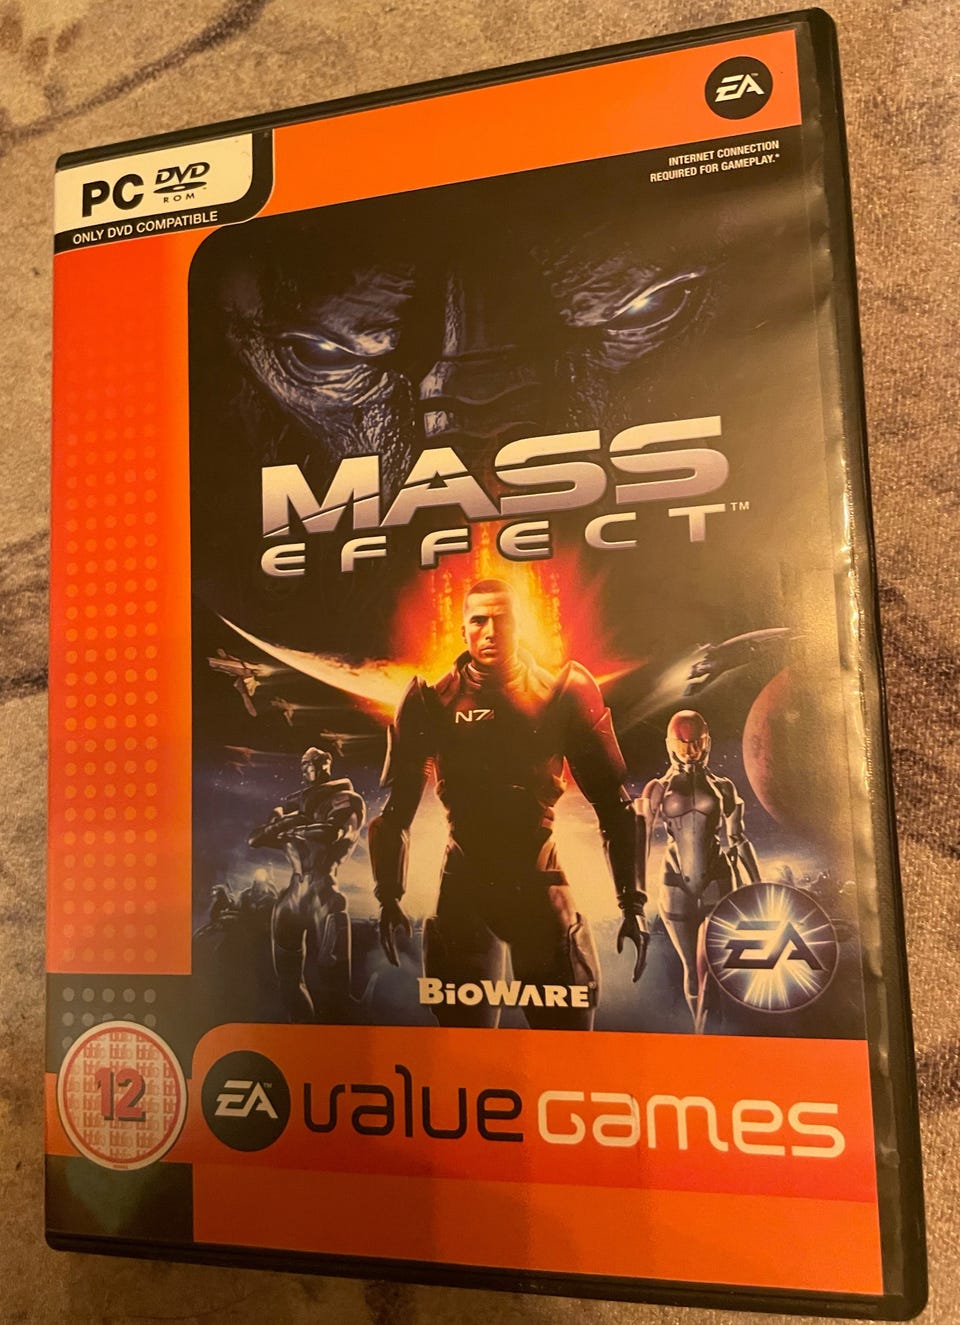 EA
INTERNET CONNECTION
REQUIRED FOR GAMEPLAY.*
PC DVD
ROM
ONLY DVD COMPATIBLE
MASS
EFFECT™
N7
BIOWARE
EA
12
EA™ value GAMES